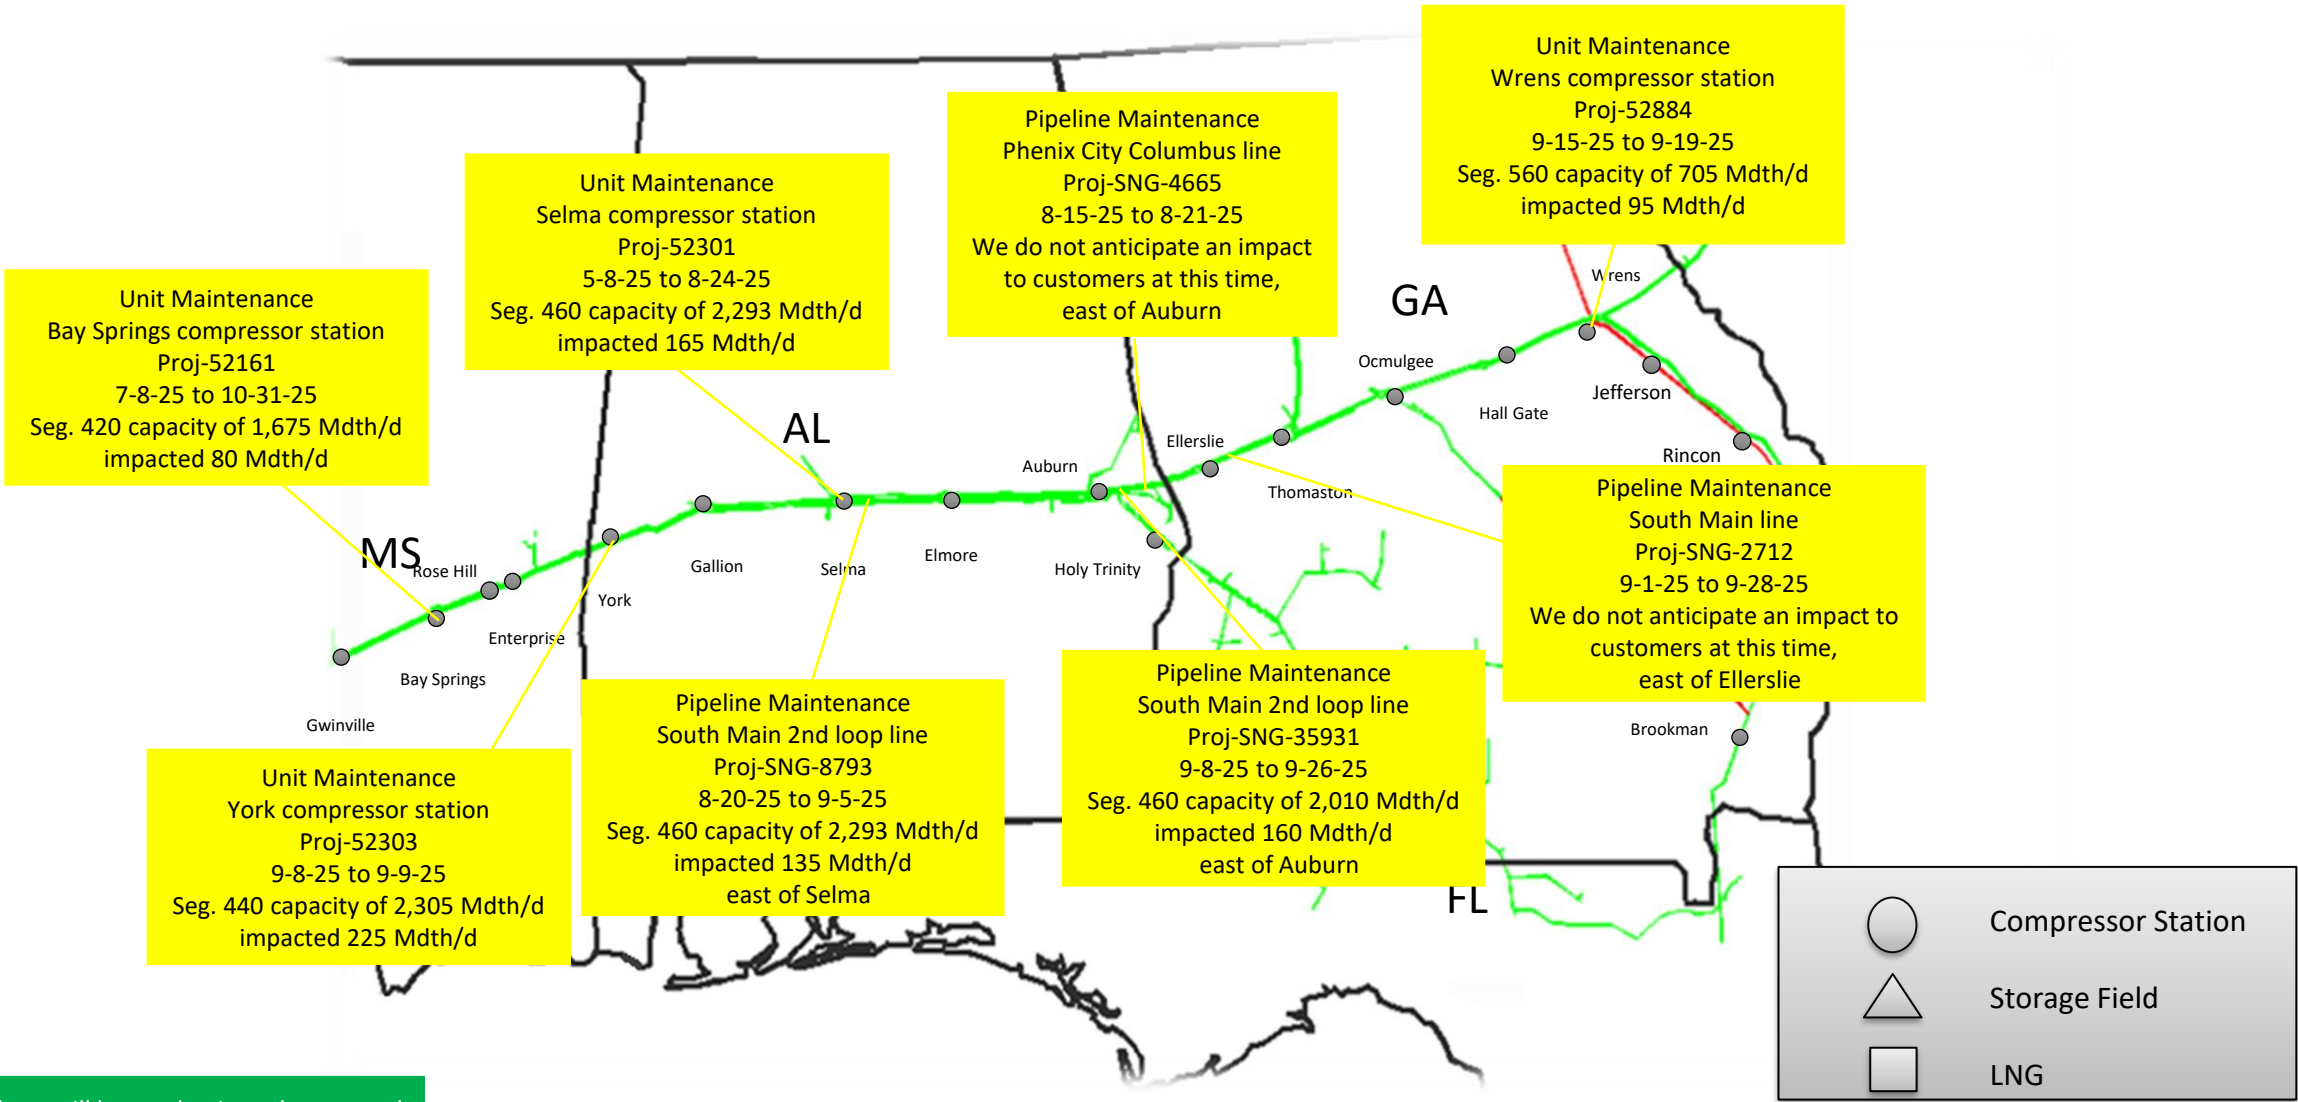 Unit Maintenance
Wrens compressor station
Proj-52884
9-15-25 to 9-19-25
Seg. 560 capacity of 705 Mdth/d
impacted 95 Mdth/d
Pipeline Maintenance
Phenix City Columbus line
Proj-SNG-4665
8-15-25 to 8-21-25
We do not anticipate an impact
to customers at this time,
east of Auburn
Unit Maintenance
Selma compressor station
Proj-52301
5-8-25 to 8-24-25
Seg. 460 capacity of 2,293 Mdth/d
impacted 165 Mdth/d
Unit Maintenance
Bay Springs compressor station
Proj-52161
7-8-25 to 10-31-25
Seg. 420 capacity of 1,675 Mdth/d
impacted 80 Mdth/d
Wrens
GA
Ocmulgee
Jefferson
Hall Gate
AL
Ellerslie
Rincon
Auburn
Thomaston
MS
Rose Hill
Gallion
Selma
Elmore
Holy Trinity
York
Enterprise
Bay Springs
Gwinville
Pipeline Maintenance
South Main line
Proj-SNG-2712
9-1-25 to 9-28-25
We do not anticipate an impact to
customers at this time,
east of Ellerslie
Brookman
Pipeline Maintenance
South Main 2nd loop line
Proj-SNG-35931
9-8-25 to 9-26-25
Seg. 460 capacity of 2,010 Mdth/d
impacted 160 Mdth/d
east of Auburn
Pipeline Maintenance
South Main 2nd loop line
Proj-SNG-8793
8-20-25 to 9-5-25
Seg. 460 capacity of 2,293 Mdth/d
impacted 135 Mdth/d
east of Selma
Unit Maintenance
York compressor station
Proj-52303
9-8-25 to 9-9-25
Seg. 440 capacity of 2,305 Mdth/d
impacted 225 Mdth/d
FL
Compressor Station
Storage Field
LNG